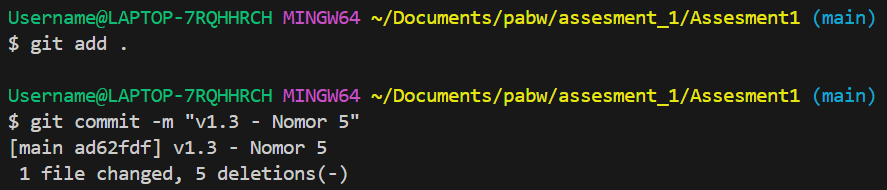 Username@LAPTOP-7RQHHRCH MINGW64 ~/Documents/pabw/assesment_1/Assesment1 (main)
$ git add .
Username@LAPTOP-7RQHHRCH MINGW64 ~/Documents/pabw/assesment_1/Assesment1 (main)
$ git commit -m "v1.3 - Nomor 5"
[main ad62fdf] v1.3 - Nomor 5
1 file changed, 5 deletions(-)